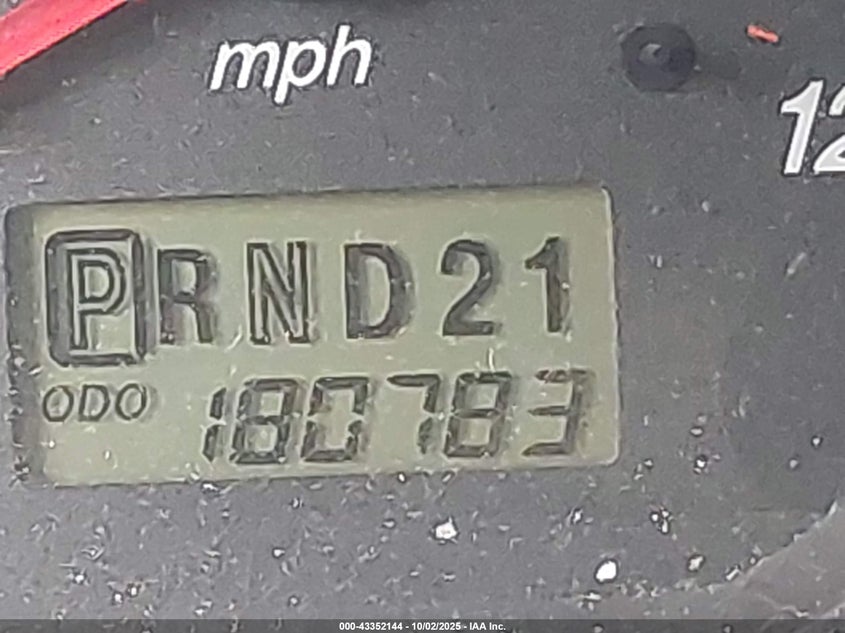 mph
12
PRND21
ODO 180783
000-43352144 - 10/02/2025 - IAA Inc.